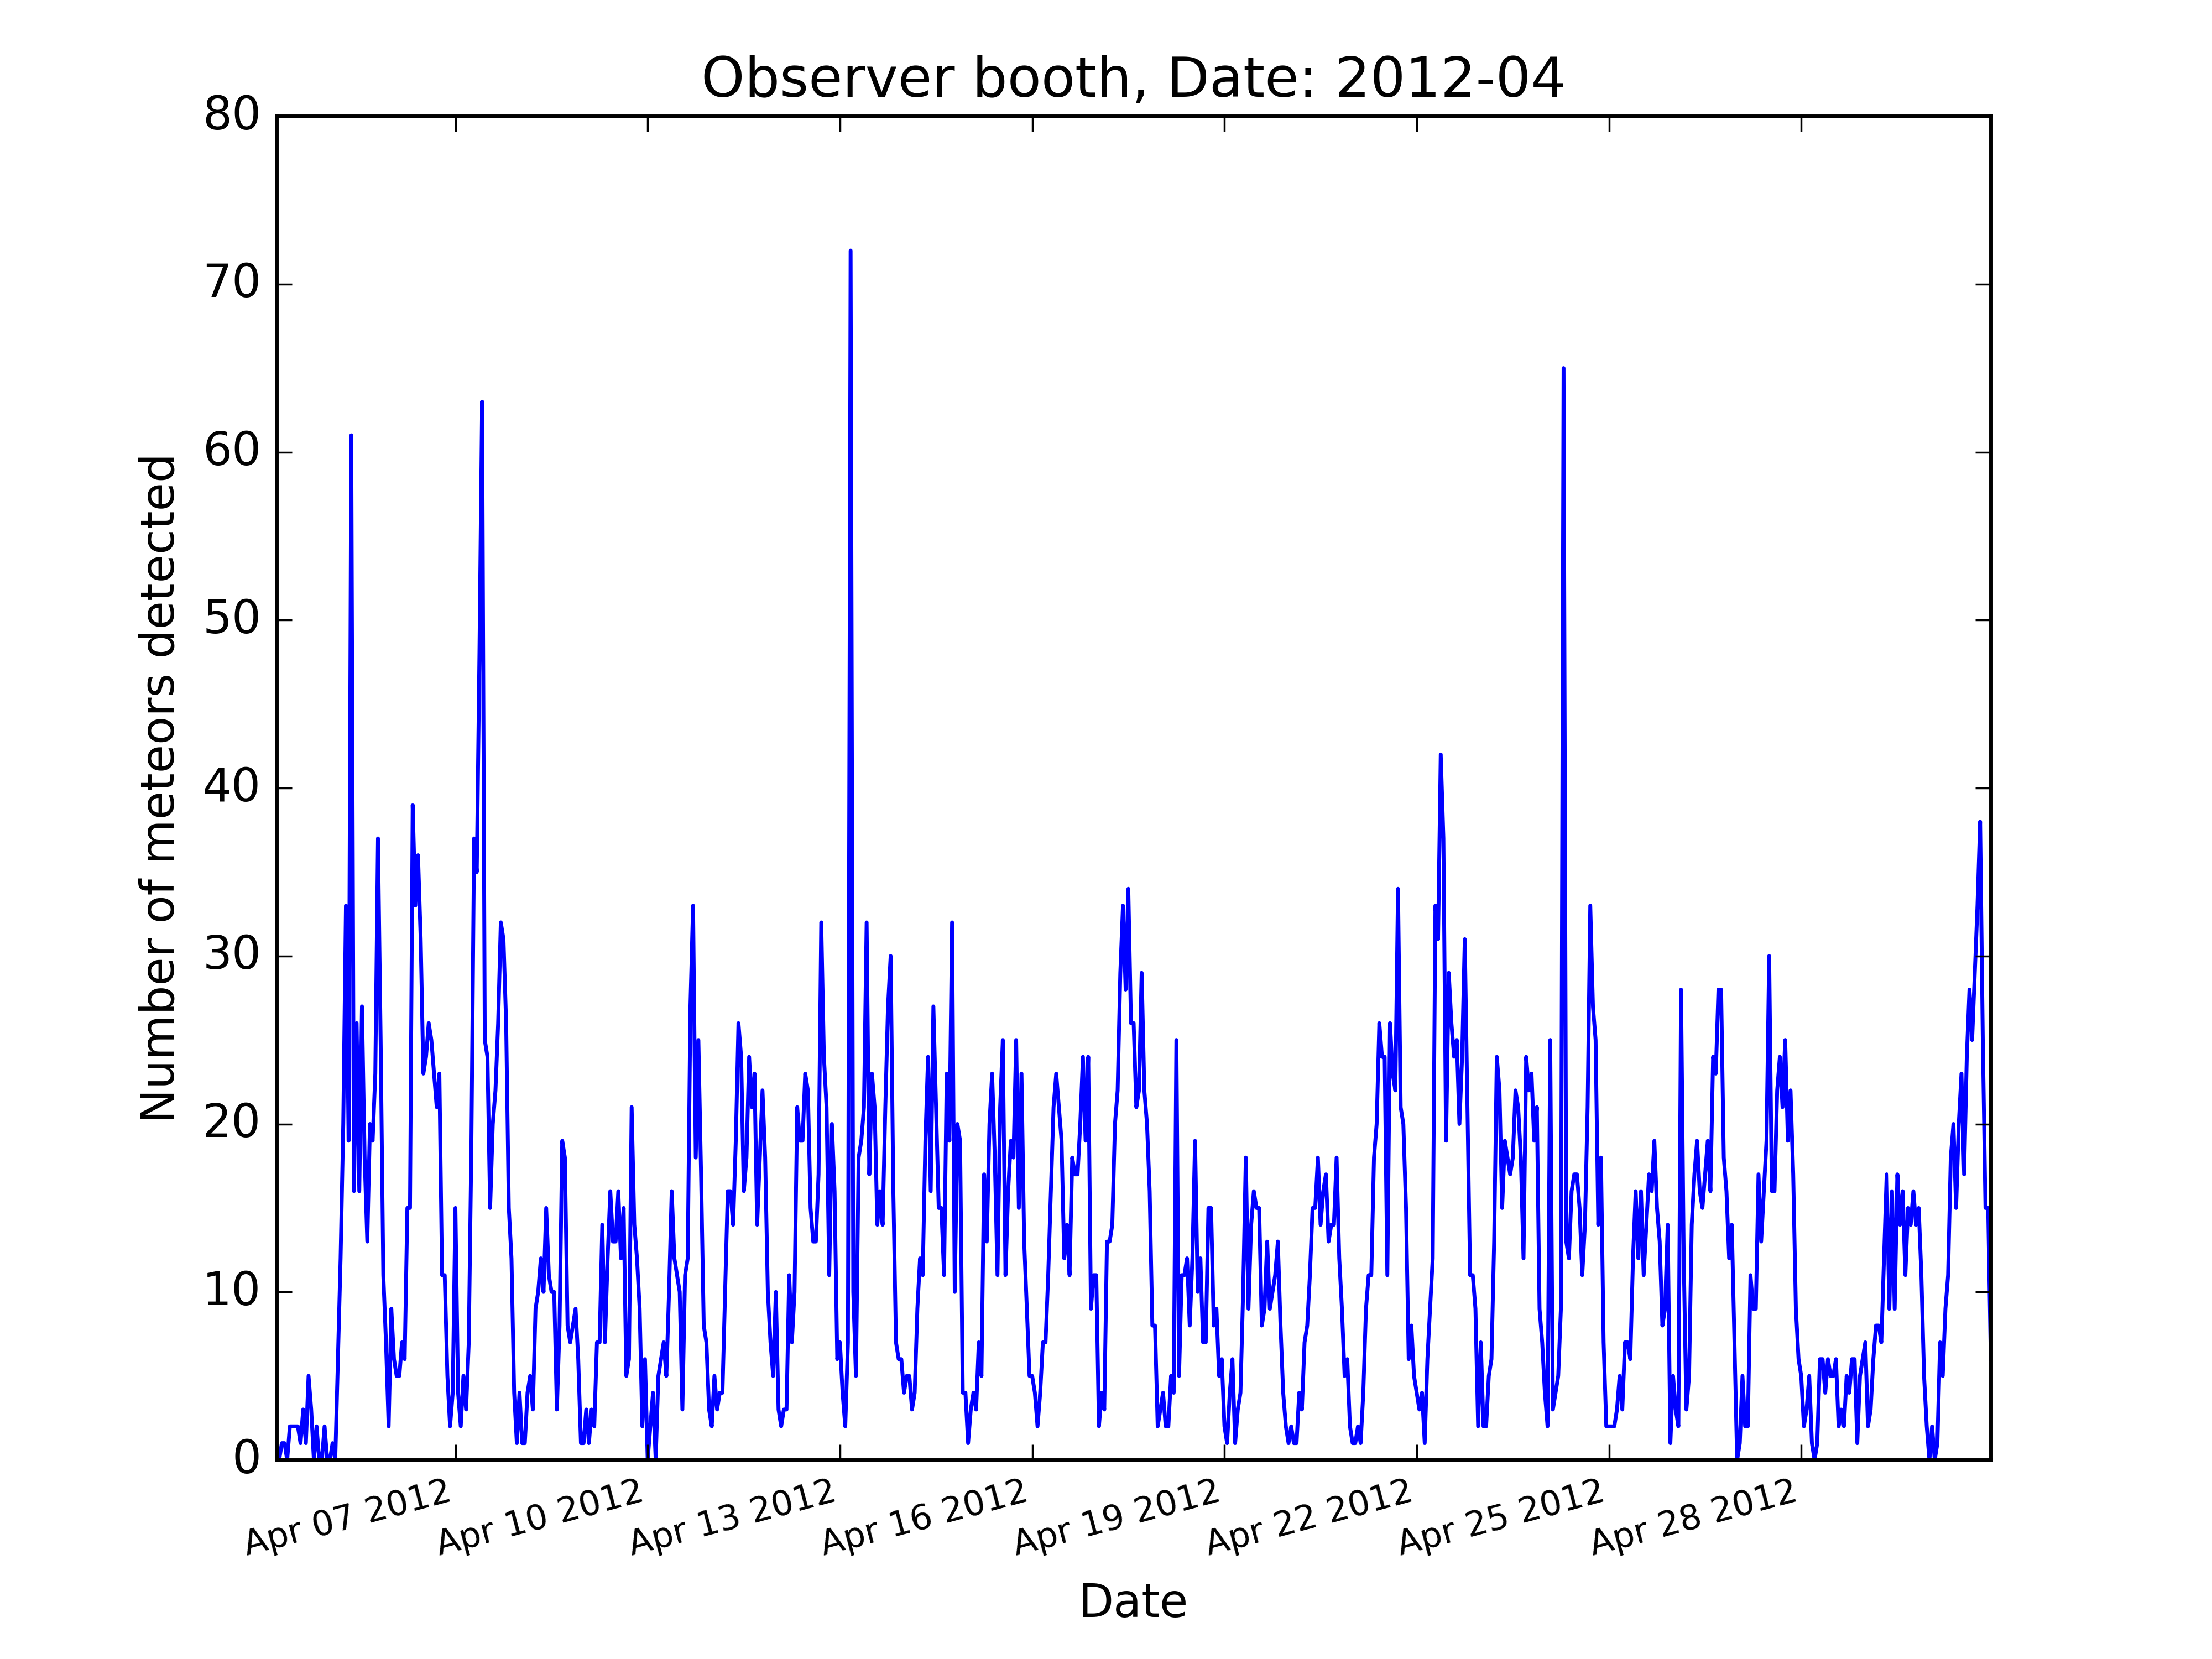 Observer booth, Date: 2012-04
80
70
60
50
40
30
20
10
0
Number of meteors detected
Apr 07 2012
Apr 10 2012
Apr 13 2012
Apr 16 2012
Apr 19 2012
Apr 22 2012
Apr 25 2012
Apr 28 2012
Date